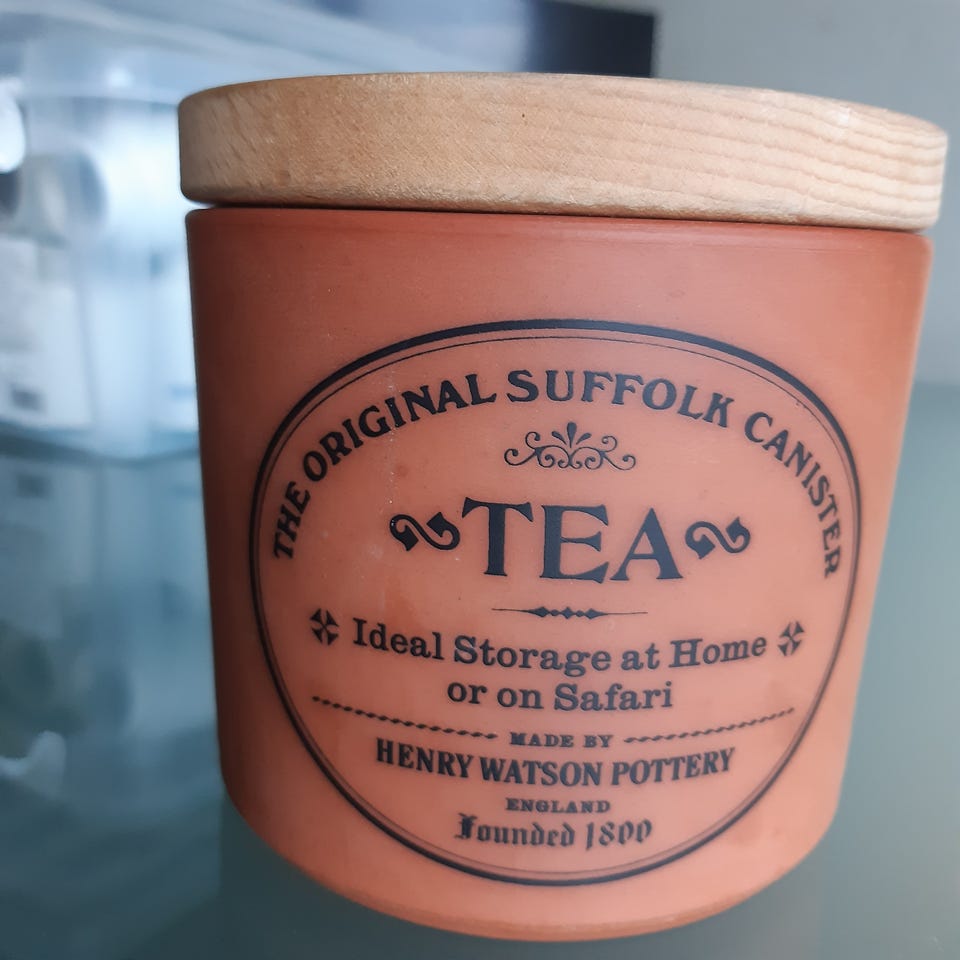 THE ORIGINAL SUFFOLK CANISTER
TEA
Ideal Storage at Home
or on Safari
MADE BY
HENRY WATSON POTTERY
ENGLAND
Founded 1800